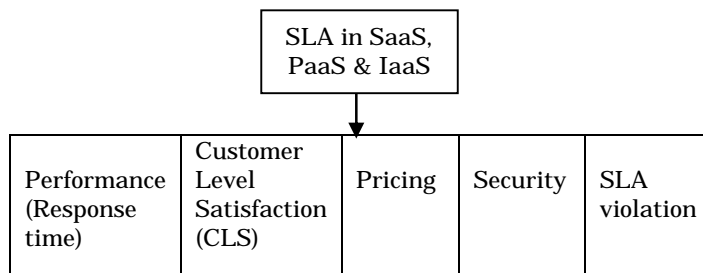 SLA in SaaS,
PaaS & IaaS
Performance
(Response
time)
Customer
Level
Satisfaction
(CLS)
Pricing
Security
SLA
violation